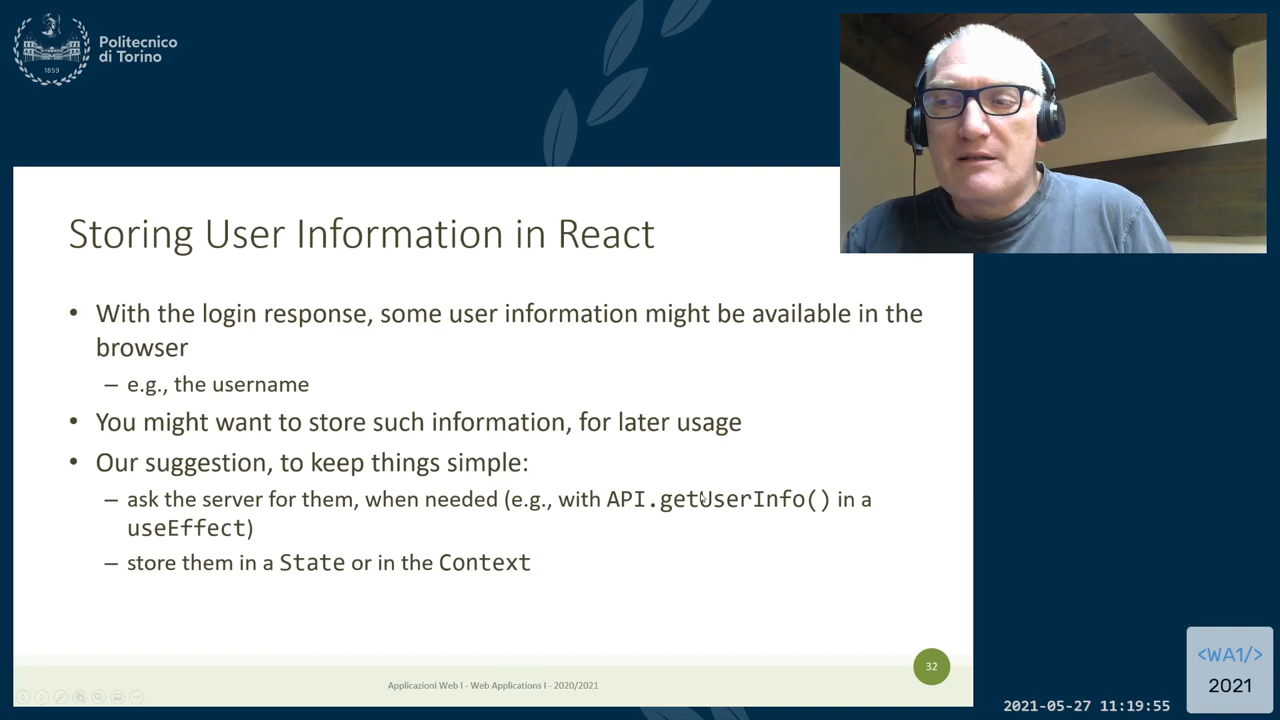 Politecnico
di Torino
1859
Storing User Information in React
• With the login response, some user information might be available in the
browser
– e.g., the username
• You might want to store such information, for later usage
• Our suggestion, to keep things simple:
– ask the server for them, when needed (e.g., with API.getUserInfo() in a
useEffect)
– store them in a State or in the Context
32
Applicazioni Web I - Web Applications I - 2020/2021
<WA1/>
2021
2021-05-27 11:19:55